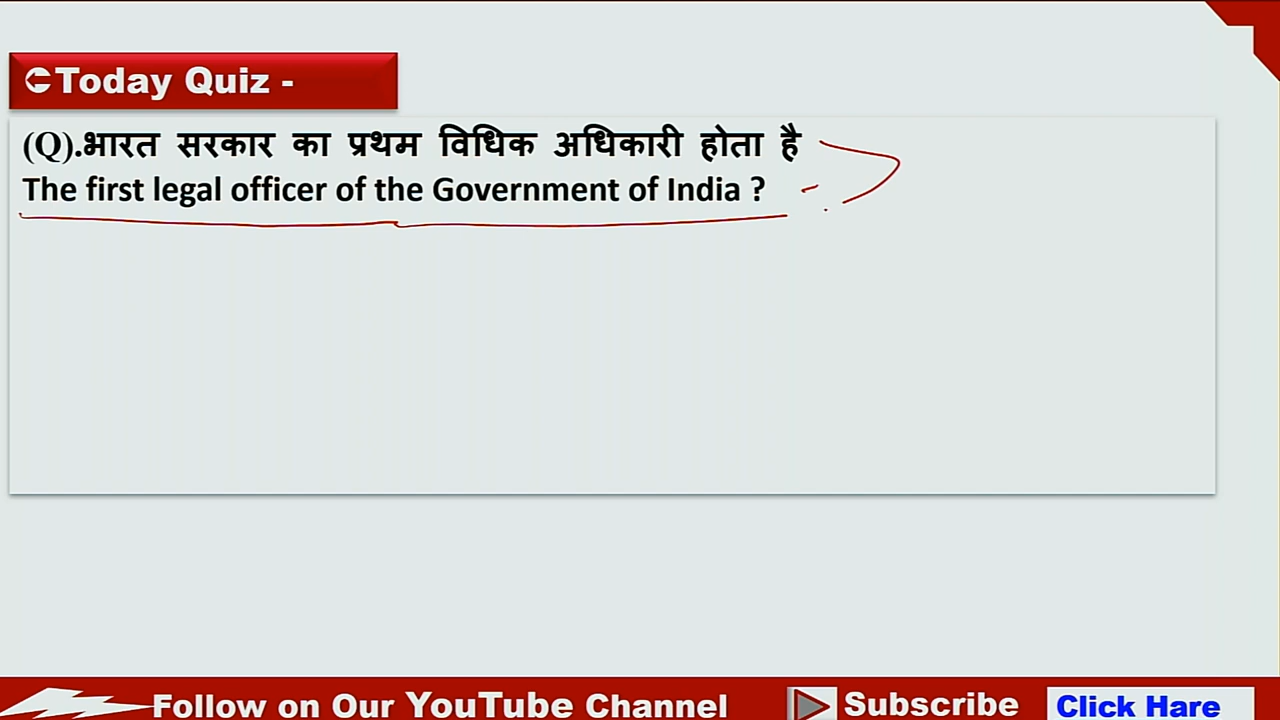 Today Quiz -
(Q).भारत सरकार का प्रथम विधिक अधिकारी होता है
The first legal officer of the Government of India ?
Follow on Our YouTube Channel
Subscribe
Click Hare